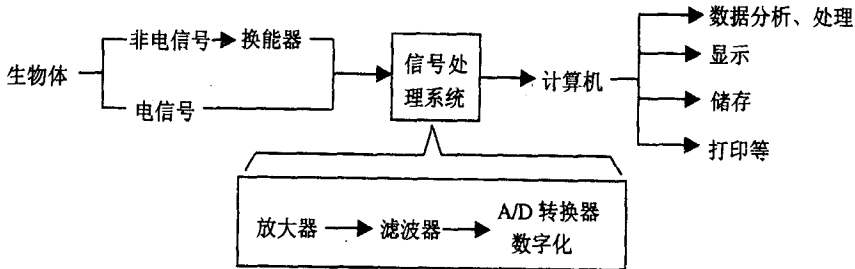 生物体
非电信号
换能器
电信号
信号处
理系统
计算机
数据分析、处理
显示
储存
打印等
放大器
滤波器
A/D 转换器
数字化